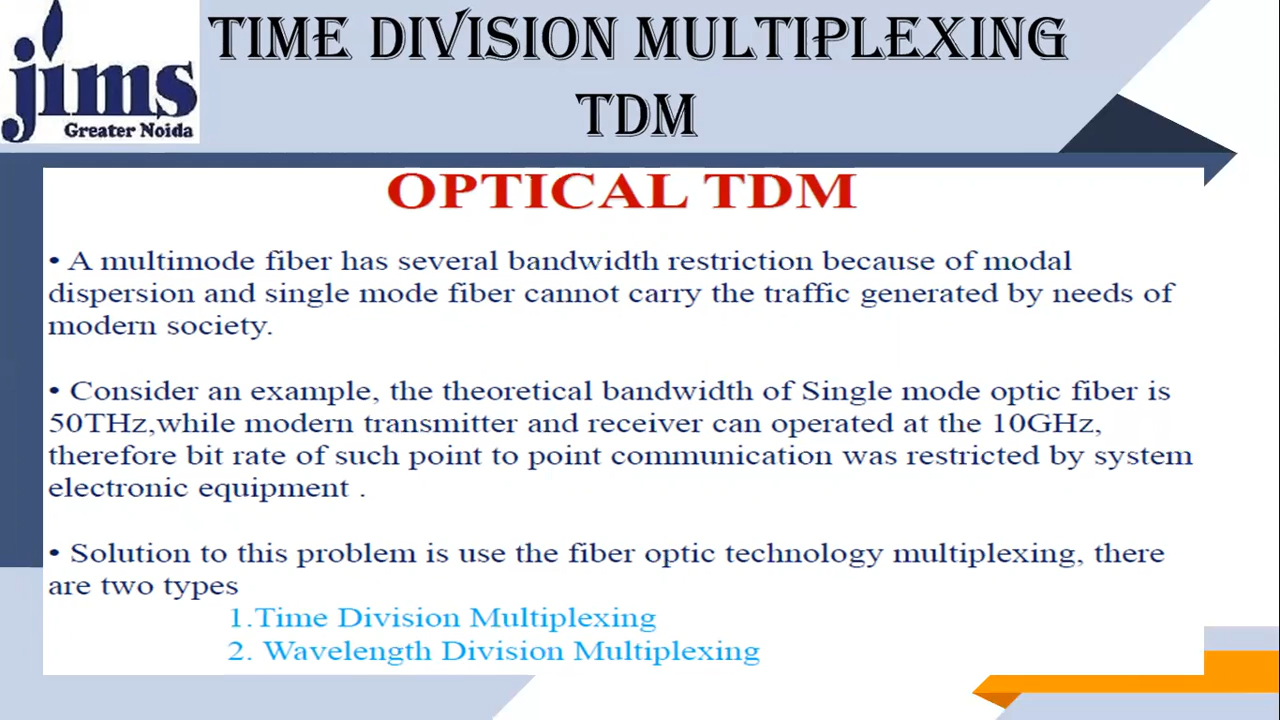 jims
Greater Noida
TIME DIVISION MULTIPLEXING
TDM
OPTICAL TDM
• A multimode fiber has several bandwidth restriction because of modal
dispersion and single mode fiber cannot carry the traffic generated by needs of
modern society.
• Consider an example, the theoretical bandwidth of Single mode optic fiber is
50THz,while modern transmitter and receiver can operated at the 10GHz,
therefore bit rate of such point to point communication was restricted by system
electronic equipment .
• Solution to this problem is use the fiber optic technology multiplexing, there
are two types
1.Time Division Multiplexing
2. Wavelength Division Multiplexing